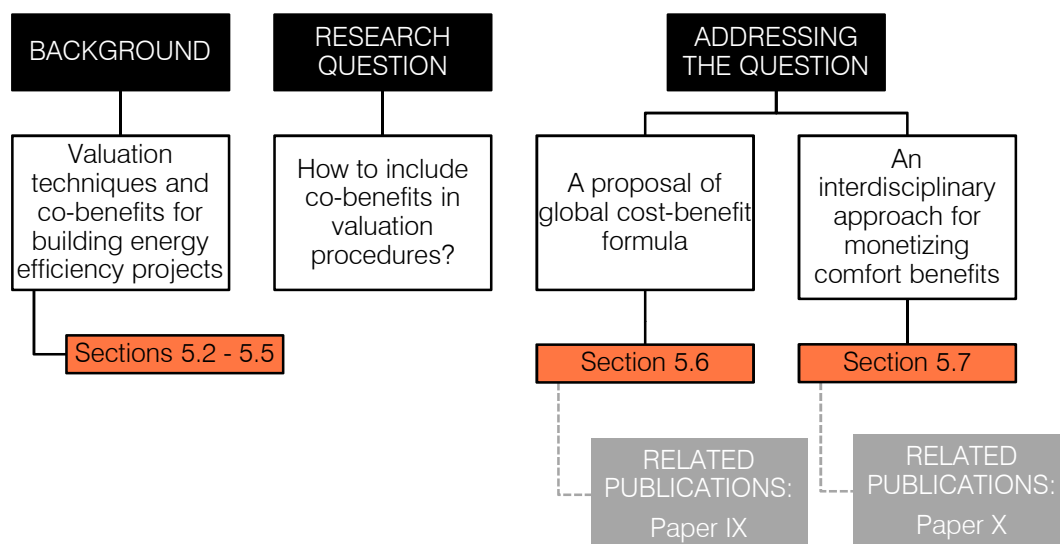 BACKGROUND
Valuation
techniques and
co-benefits for
building energy
efficiency projects
Sections 5.2 - 5.5
RESEARCH
QUESTION
How to include
co-benefits in
valuation
procedures?
ADDRESSING
THE QUESTION
A proposal of
global cost-benefit
formula
Section 5.6
RELATED
PUBLICATIONS:
Paper IX
An
interdisciplinary
approach for
monetizing
comfort benefits
Section 5.7
RELATED
PUBLICATIONS:
Paper X